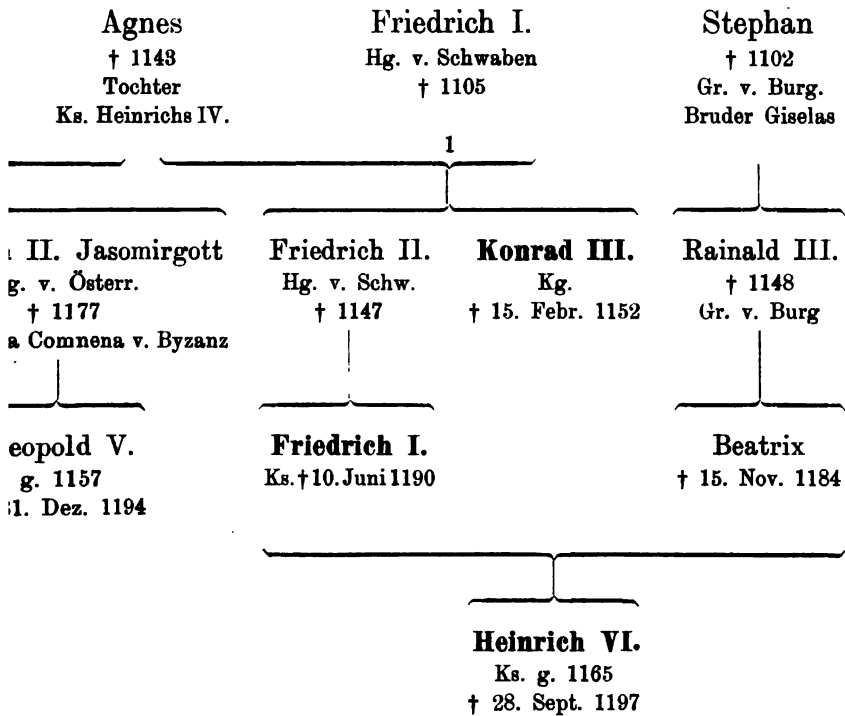 Agnes
† 1143
Tochter
Ks. Heinrichs IV.
Friedrich I.
Hg. v. Schwaben
† 1105
Stephan
† 1102
Gr. v. Burg.
Bruder Giselas
1
II. Jasomirgott
g. v. Österr.
† 1177
a Comnena v. Byzanz
Friedrich II.
Hg. v. Schw.
† 1147
Konrad III.
Kg.
† 15. Febr. 1152
Rainald III.
† 1148
Gr. v. Burg
eopold V.
g. 1157
31. Dez. 1194
Friedrich I.
Ks. † 10. Juni 1190
Beatrix
† 15. Nov. 1184
Heinrich VI.
Ks. g. 1165
† 28. Sept. 1197